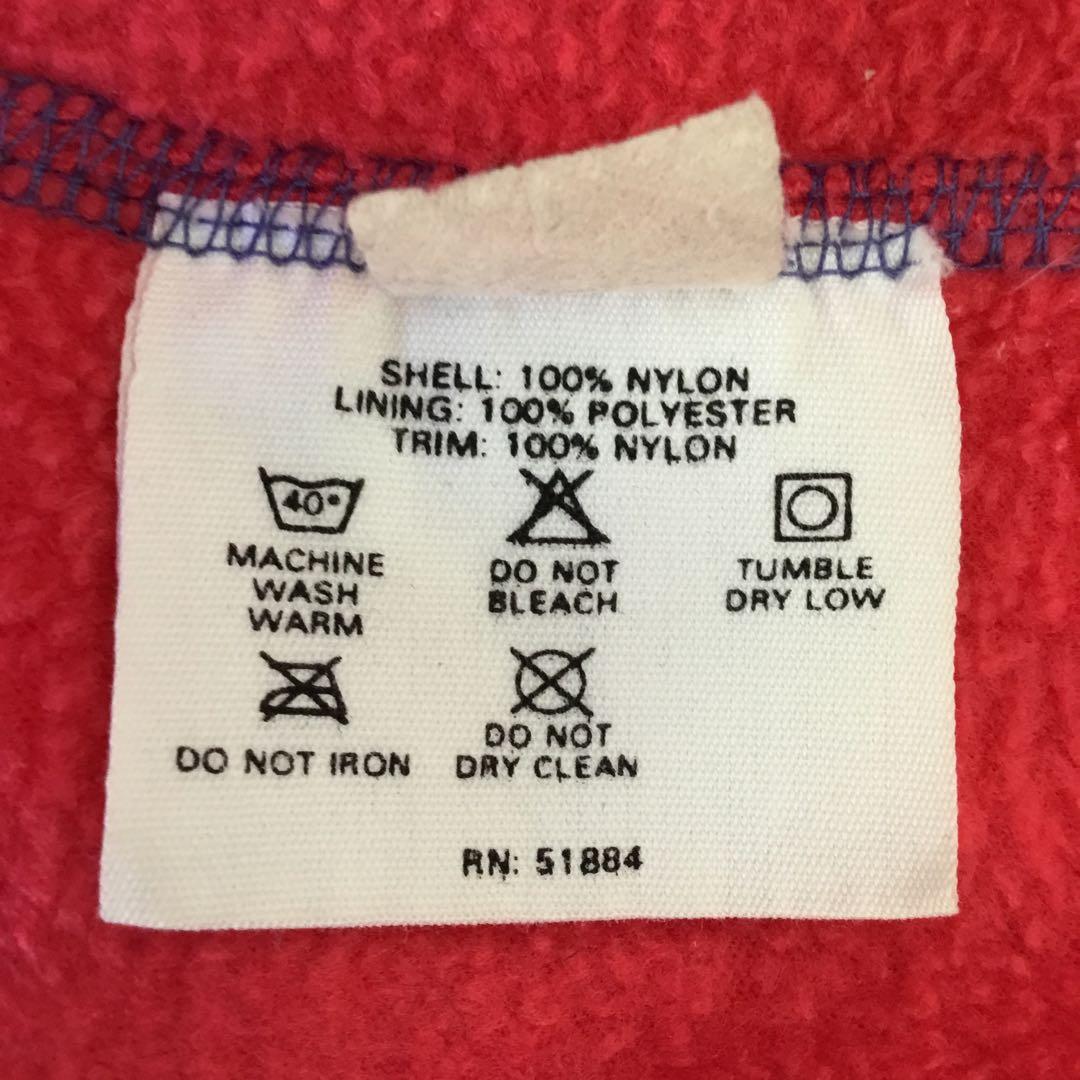 SHELL: 100% NYLON
LINING: 100% POLYESTER
TRIM: 100% NYLON
40°
MACHINE
WASH
WARM
DO NOT
BLEACH
TUMBLE
DRY LOW
DO NOT IRON
DO NOT
DRY CLEAN
RN: 51884